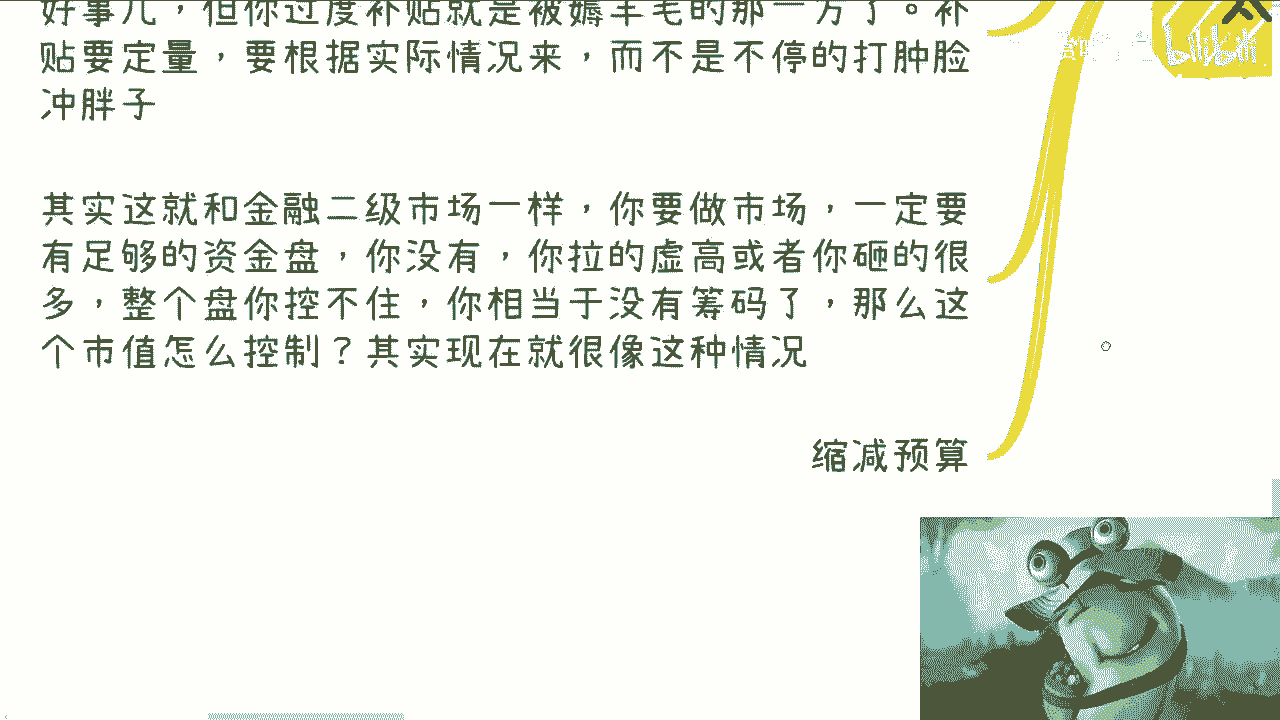 好事儿，但你过度补贴就是被薅羊毛的那一方了。补
贴要定量，要根据实际情况来，而不是不停的打肿脸
冲胖子
其实这就和金融二级市场一样，你要做市场，一定要
有足够的资金盘，你没有，你拉的虚高或者你砸的很
多，整个盘你控不住，你相当于没有筹码了，那么这
个市值怎么控制？其实现在就很像这种情况
缩减预算